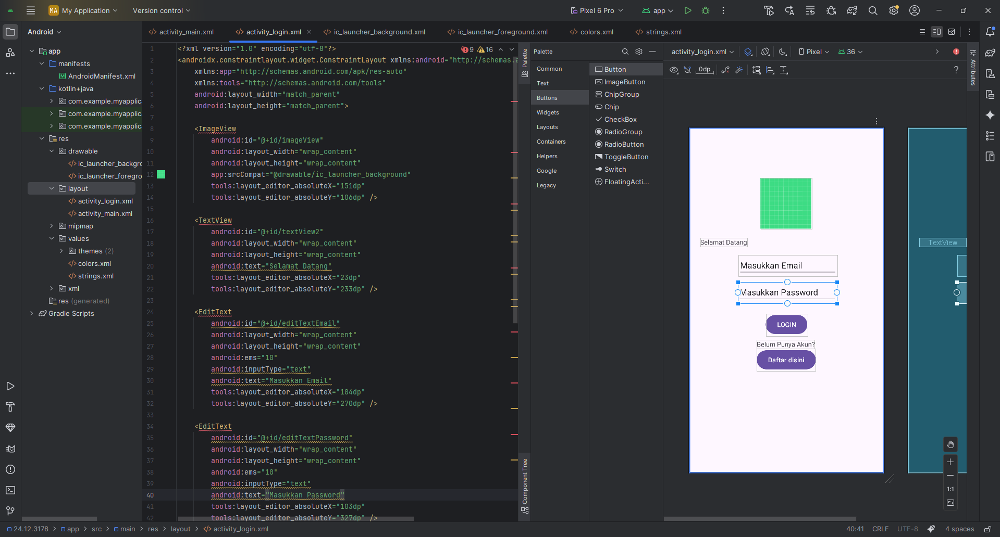 MA My Application
Version control
Pixel 6 Pro
app
Android
activity_main.xml
activity_login.xml
ic_launcher_background.xml
ic_launcher_foreground.xml
colors.xml
strings.xml
app
manifests
AndroidManifest.xml
kotlin+java
com.example.myapplic
com.example.myapplic
com.example.myapplic
res
drawable
ic_launcher_backgro
ic_launcher_foregro
layout
activity_login.xml
activity_main.xml
mipmap
values
themes (2)
colors.xml
strings.xml
xml
res (generated)
Gradle Scripts
9 16
1 <?xml version="1.0" encoding="utf-8"?>
2 <androidx.constraintlayout.widget.ConstraintLayout xmlns:android="http://schemas.a
3 xmlns:app="http://schemas.android.com/apk/res-auto"
4 xmlns:tools="http://schemas.android.com/tools"
5 android:layout_width="match_parent"
6 android:layout_height="match_parent">
7
8 <ImageView
9 android:id="@+id/imageView"
10 android:layout_width="wrap_content"
11 android:layout_height="wrap_content"
12 app:srcCompat="@drawable/ic_launcher_background"
13 tools:layout_editor_absoluteX="151dp"
14 tools:layout_editor_absoluteY="106dp" />
15
16 <TextView
17 android:id="@+id/textView2"
18 android:layout_width="wrap_content"
19 android:layout_height="wrap_content"
20 android:text="Selamat Datang"
21 tools:layout_editor_absoluteX="23dp"
22 tools:layout_editor_absoluteY="233dp" />
23
24 <EditText
25 android:id="@+id/editTextEmail"
26 android:layout_width="wrap_content"
27 android:layout_height="wrap_content"
28 android:ems="10"
29 android:inputType="text"
30 android:text="Masukkan Email"
31 tools:layout_editor_absoluteX="104dp"
32 tools:layout_editor_absoluteY="270dp" />
33
34 <EditText
35 android:id="@+id/editTextPassword"
36 android:layout_width="wrap_content"
37 android:layout_height="wrap_content"
38 android:ems="10"
39 android:inputType="text"
40 android:text="Masukkan Password"
41 tools:layout_editor_absoluteX="103dp"
42 tools:layout_editor_absoluteY="327dp" />
Palette
Component Tree
Palette
Common
Text
Buttons
Widgets
Layouts
Containers
Helpers
Google
Legacy
Button
ImageButton
ChipGroup
Chip
CheckBox
RadioGroup
RadioButton
ToggleButton
Switch
FloatingActi...
activity_login.xml
Pixel
36
0dp
?
Attributes
Selamat Datang
TextView
Masukkan Email
Masukkan Password
LOGIN
Belum Punya Akun?
Daftar disini
1:1
24.12.3178 > app > src > main > res > layout > activity_login.xml
40:41 CRLF UTF-8 4 spaces